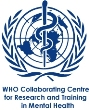 WHO Collaborating Centre
for Research and Training
in Mental Health